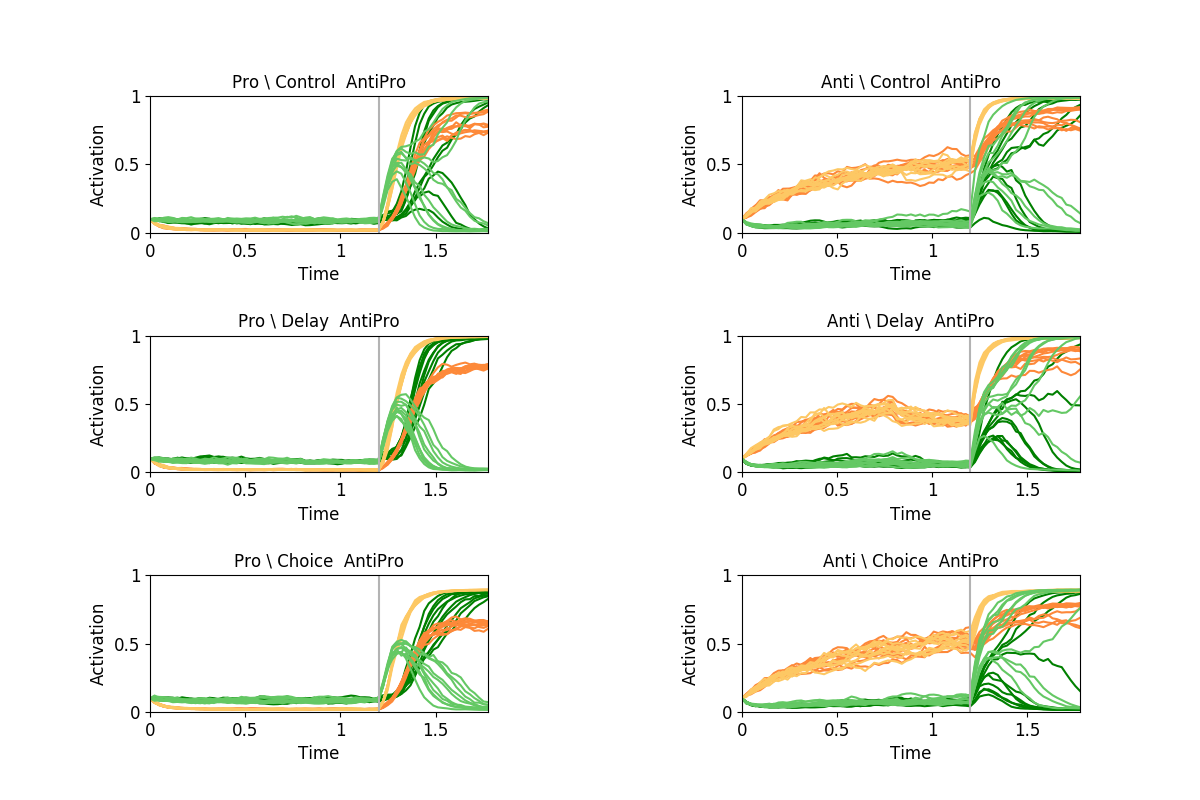 Pro \ Control  AntiPro
1
0.5
0
Activation
0
0.5
1
1.5
Time
Anti \ Control  AntiPro
1
0.5
0
Activation
0
0.5
1
1.5
Time
Pro \ Delay  AntiPro
1
0.5
0
Activation
0
0.5
1
1.5
Time
Anti \ Delay  AntiPro
1
0.5
0
Activation
0
0.5
1
1.5
Time
Pro \ Choice  AntiPro
1
0.5
0
Activation
0
0.5
1
1.5
Time
Anti \ Choice  AntiPro
1
0.5
0
Activation
0
0.5
1
1.5
Time